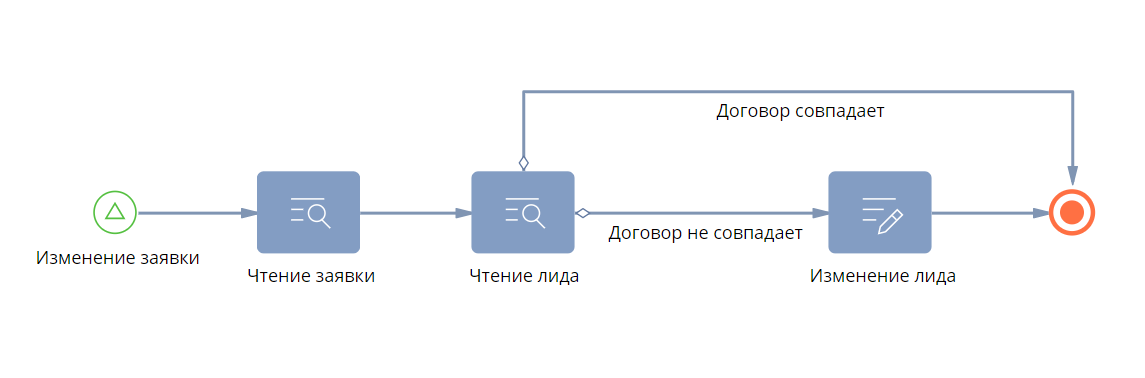 Договор совпадает
Договор не совпадает
Изменение заявки
Чтение заявки
Чтение лида
Изменение лида